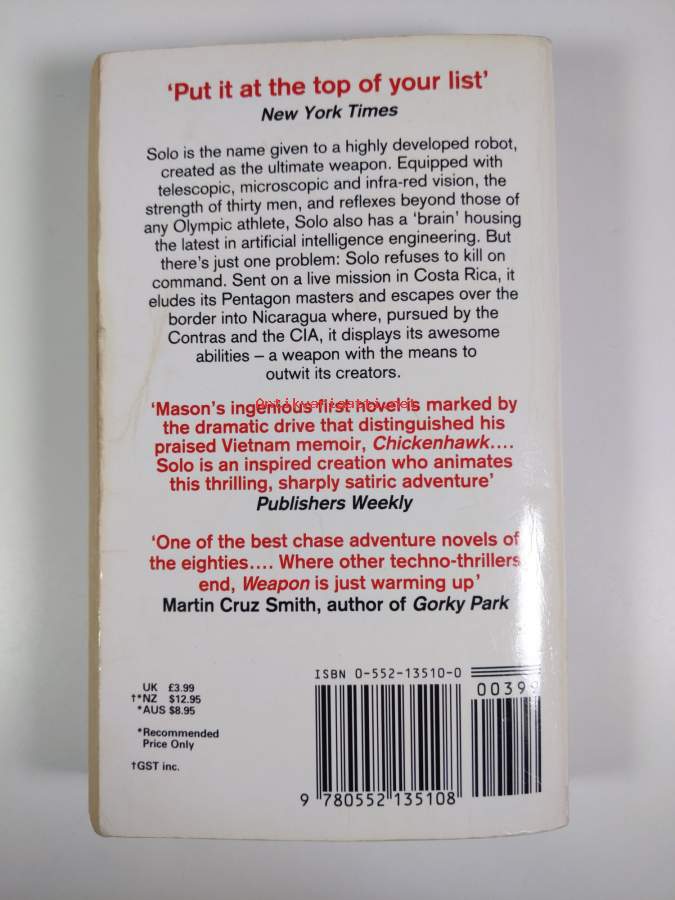 ‘Put it at the top of your list’
New York Times
Solo is the name given to a highly developed robot,
created as the ultimate weapon. Equipped with
telescopic, microscopic and infra-red vision, the
strength of thirty men, and reflexes beyond those of
any Olympic athlete, Solo also has a ‘brain’ housing
the latest in artificial intelligence engineering. But
there's just one problem: Solo refuses to kill on
command. Sent on a live mission in Costa Rica, it
eludes its Pentagon masters and escapes over the
border into Nicaragua where, pursued by the
Contras and the CIA, it displays its awesome
abilities – a weapon with the means to
outwit its creators.
Antikvariaatti.net
‘Mason's ingenious first novel is marked by
the dramatic drive that distinguished his
praised Vietnam memoir, Chickenhawk....
Solo is an inspired creation who animates
this thrilling, sharply satiric adventure’
Publishers Weekly
‘One of the best chase adventure novels of
the eighties.... Where other techno-thrillers
end, Weapon is just warming up’
Martin Cruz Smith, author of Gorky Park
UK £3.99
†*NZ $12.95
*AUS $8.95
*Recommended
Price Only
†GST inc.
ISBN 0-552-13510-0
00399
9 780552 135108